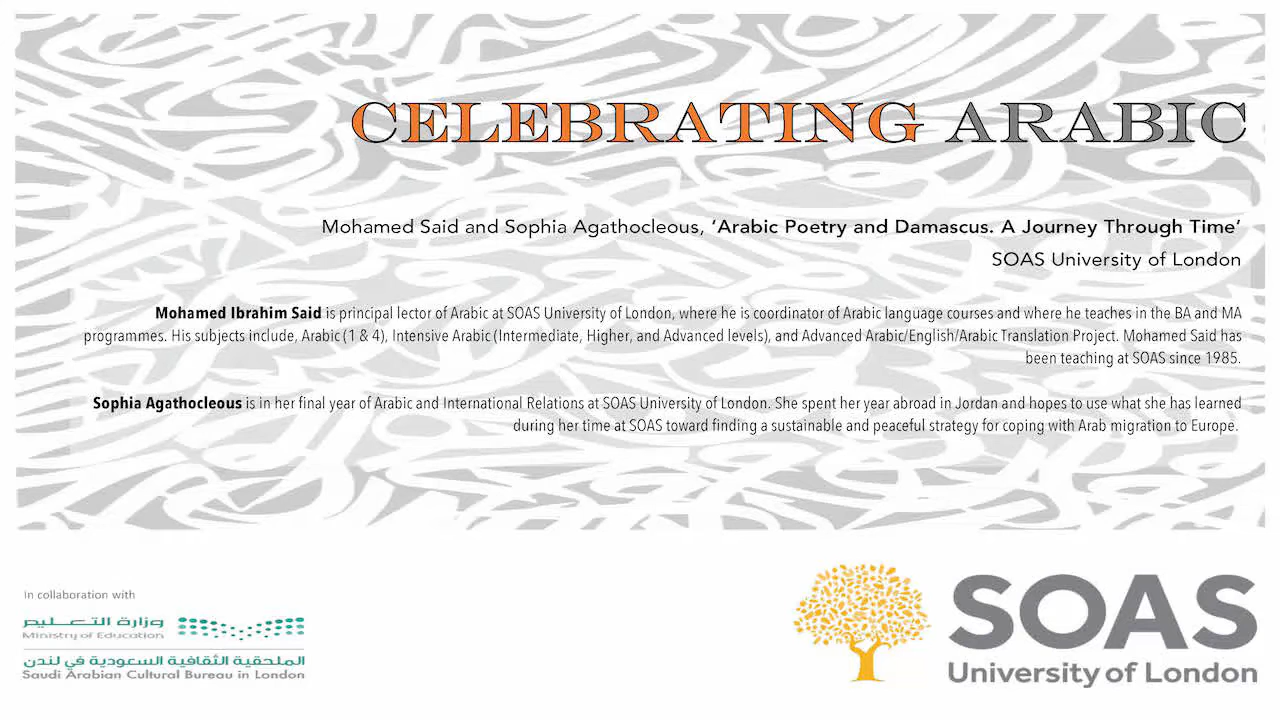 CELEBRATING ARABIC
Mohamed Said and Sophia Agathocleous, ‘Arabic Poetry and Damascus. A Journey Through Time’
SOAS University of London
Mohamed Ibrahim Said is principal lector of Arabic at SOAS University of London, where he is coordinator of Arabic language courses and where he teaches in the BA and MA
programmes. His subjects include, Arabic (1 & 4), Intensive Arabic (Intermediate, Higher, and Advanced levels), and Advanced Arabic/English/Arabic Translation Project. Mohamed Said has
been teaching at SOAS since 1985.
Sophia Agathocleous is in her final year of Arabic and International Relations at SOAS University of London. She spent her year abroad in Jordan and hopes to use what she has learned
during her time at SOAS toward finding a sustainable and peaceful strategy for coping with Arab migration to Europe.
In collaboration with
وزارة التعليم
Ministry of Education
الملحقية الثقافية السعودية في لندن
Saudi Arabian Cultural Bureau in London
SOAS
University of London